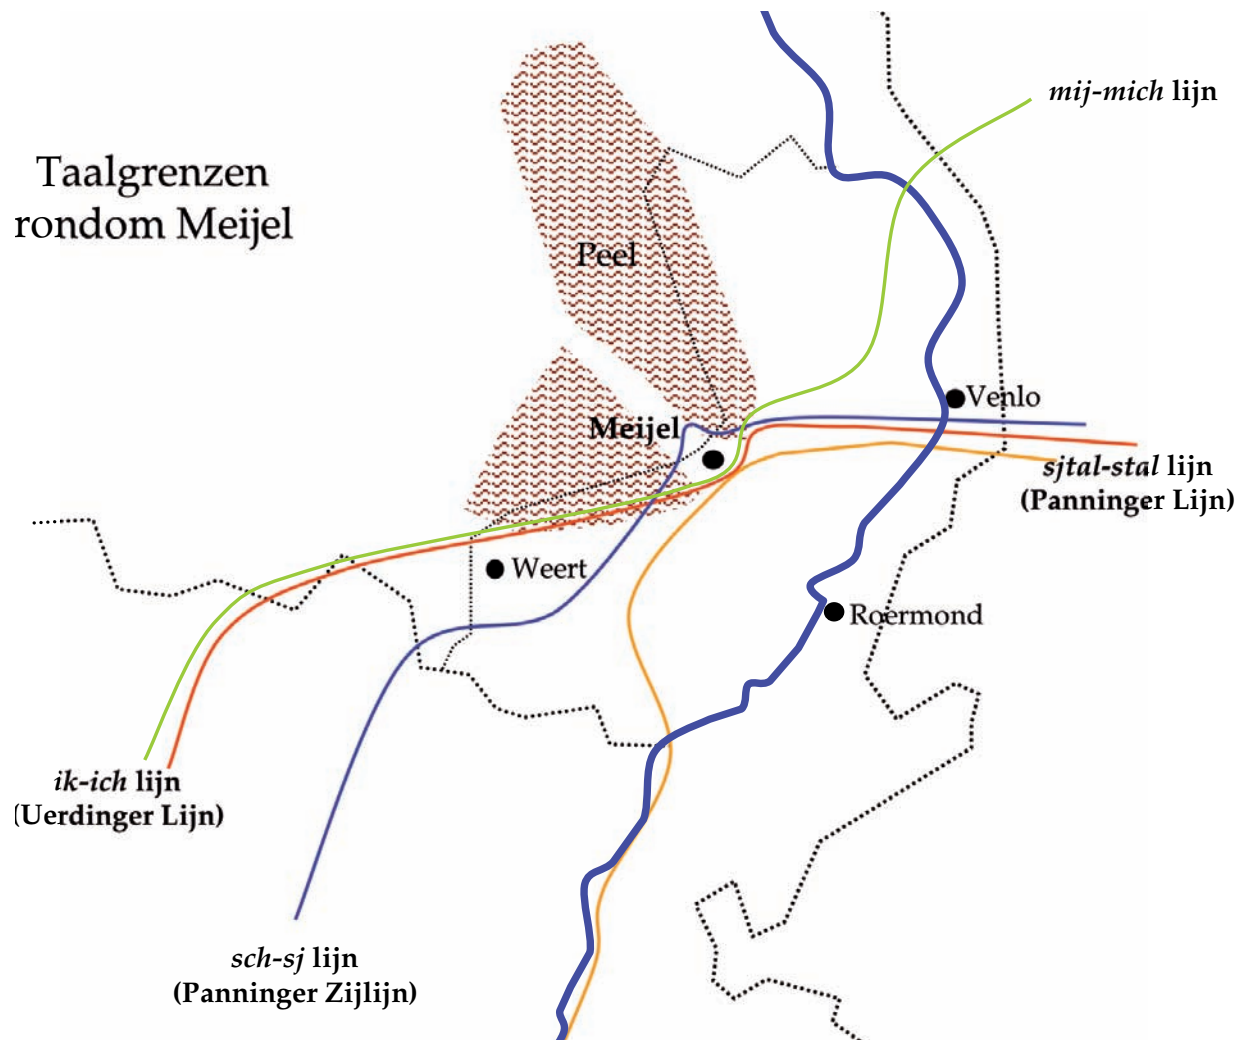 mij-mich lijn
Taalgrenzen
rondom Meijel
Peel
Venlo
Meijel
sjtal-stal lijn
(Panninger Lijn)
Weert
Roermond
ik-ich lijn
(Uerdinger Lijn)
sch-sj lijn
(Panninger Zijlijn)